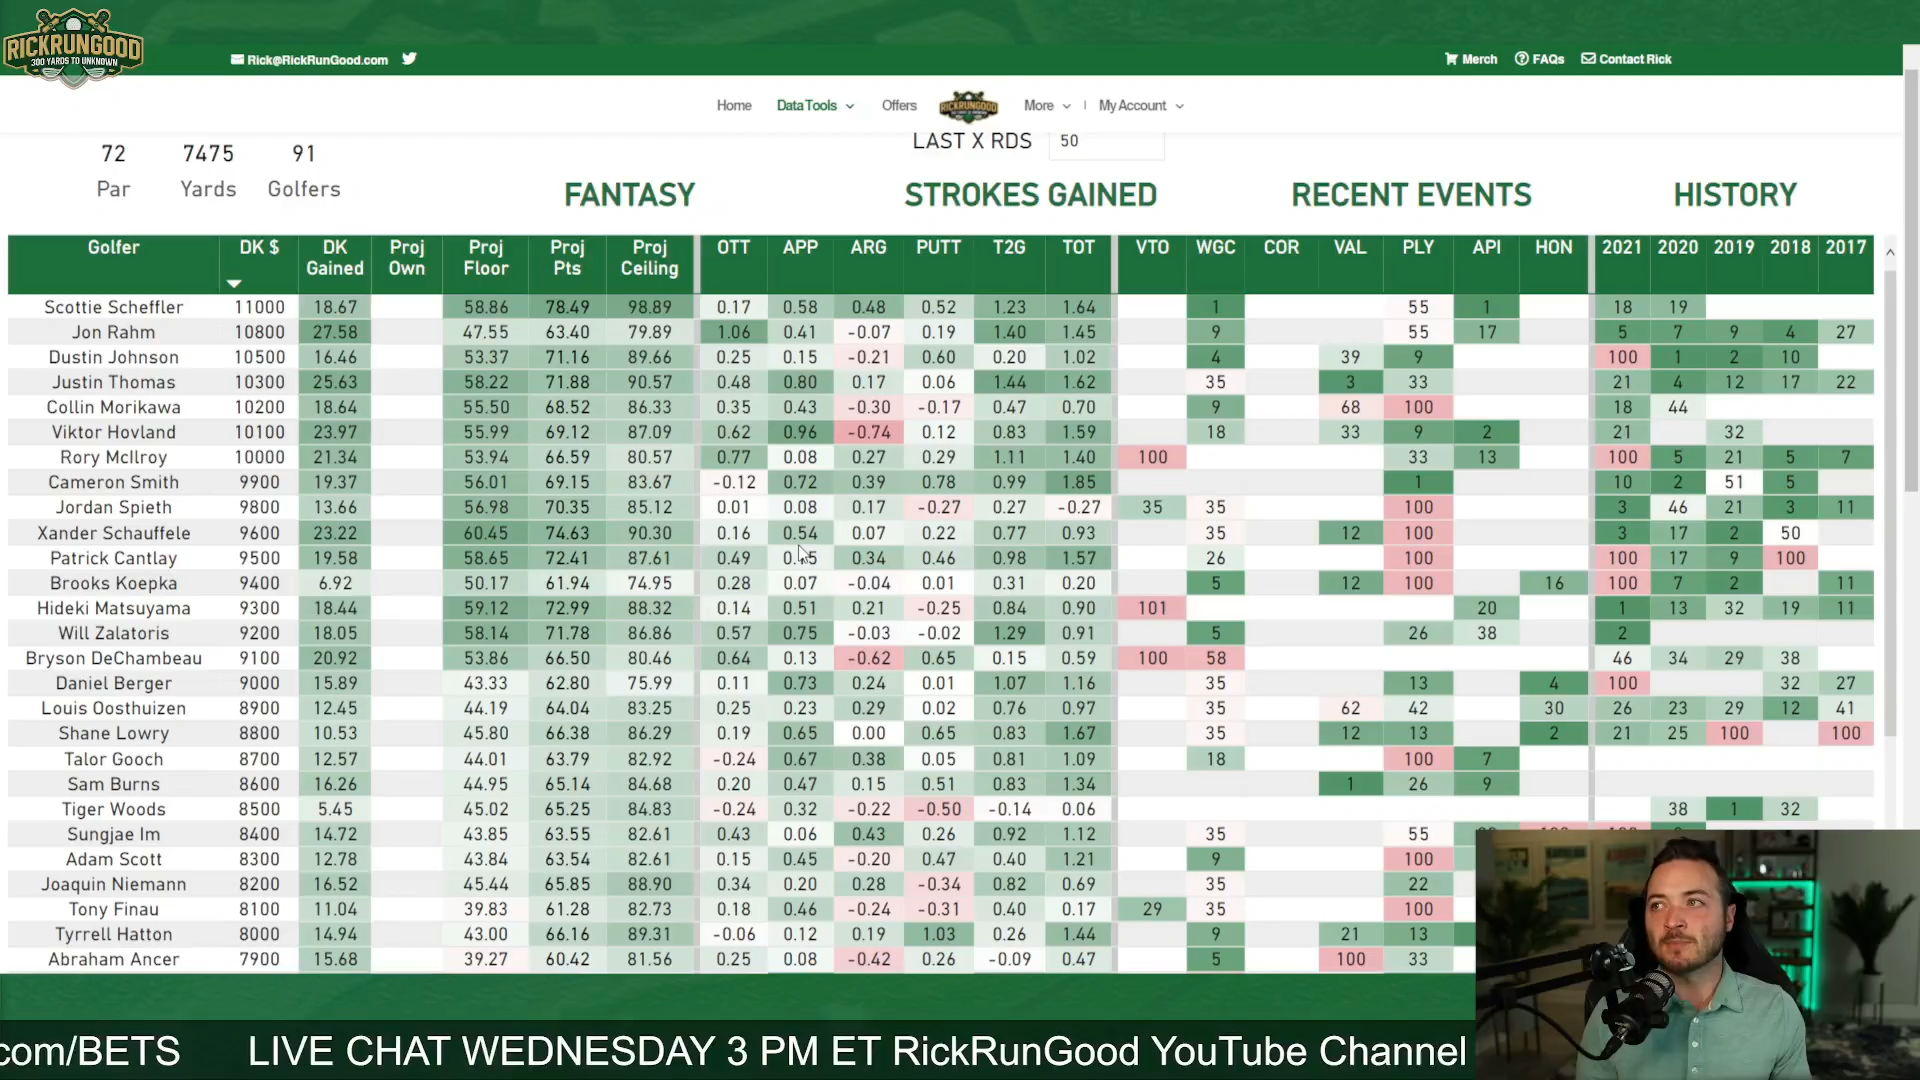 RICKRUNGOOD
300 YARDS TO UNKNOWN
Rick@RickRunGood.com
Merch FAQs Contact Rick
Home Data Tools Offers RICKRUNGOOD More My Account
72 7475 91
Par Yards Golfers
LAST X RDS 50
FANTASY STROKES GAINED RECENT EVENTS HISTORY
Golfer DK $ DK Gained Proj Own Proj Floor Proj Pts Proj Ceiling OTT APP ARG PUTT T2G TOT VTO WGC COR VAL PLY API HON 2021 2020 2019 2018 2017
Scottie Scheffler 11000 18.67 58.86 78.49 98.89 0.17 0.58 0.48 0.52 1.23 1.64 1 55 1 18 19
Jon Rahm 10800 27.58 47.55 63.40 79.89 1.06 0.41 -0.07 0.19 1.40 1.45 9 55 17 5 7 9 4 27
Dustin Johnson 10500 16.46 53.37 71.16 89.66 0.25 0.15 -0.21 0.60 0.20 1.02 4 39 9 100 1 2 10
Justin Thomas 10300 25.63 58.22 71.88 90.57 0.48 0.80 0.17 0.06 1.44 1.62 35 3 33 21 4 12 17 22
Collin Morikawa 10200 18.64 55.50 68.52 86.33 0.35 0.43 -0.30 -0.17 0.47 0.70 9 68 100 18 44
Viktor Hovland 10100 23.97 55.99 69.12 87.09 0.62 0.96 -0.74 0.12 0.83 1.59 18 33 9 2 21 32
Rory McIlroy 10000 21.34 53.94 66.59 80.57 0.77 0.08 0.27 0.29 1.11 1.40 100 33 13 100 5 21 5 7
Cameron Smith 9900 19.37 56.01 69.15 83.67 -0.12 0.72 0.39 0.78 0.99 1.85 1 10 2 51 5
Jordan Spieth 9800 13.66 56.98 70.35 85.12 0.01 0.08 0.17 -0.27 0.27 -0.27 35 35 100 3 46 21 3 11
Xander Schauffele 9600 23.22 60.45 74.63 90.30 0.16 0.54 0.07 0.22 0.77 0.93 35 12 100 3 17 2 50
Patrick Cantlay 9500 19.58 58.65 72.41 87.61 0.49 0.34 0.46 0.98 1.57 26 100 100 17 9 100
Brooks Koepka 9400 6.92 50.17 61.94 74.95 0.28 0.07 -0.04 0.01 0.31 0.20 5 12 100 16 100 7 2 11
Hideki Matsuyama 9300 18.44 59.12 72.99 88.32 0.14 0.51 0.21 -0.25 0.84 0.90 101 20 1 13 32 19 11
Will Zalatoris 9200 18.05 58.14 71.78 86.86 0.57 0.75 -0.03 -0.02 1.29 0.91 5 26 38 2
Bryson DeChambeau 9100 20.92 53.86 66.50 80.46 0.64 0.13 -0.62 0.65 0.15 0.59 100 58 46 34 29 38
Daniel Berger 9000 15.89 43.33 62.80 75.99 0.11 0.73 0.24 0.01 1.07 1.16 35 13 4 100 32 27
Louis Oosthuizen 8900 12.45 44.19 64.04 83.25 0.25 0.23 0.29 0.02 0.76 0.97 35 62 42 30 26 23 29 12 41
Shane Lowry 8800 10.53 45.80 66.38 86.29 0.19 0.65 0.00 0.65 0.83 1.67 35 12 13 2 21 25 100 100
Talor Gooch 8700 12.57 44.01 63.79 82.92 -0.24 0.67 0.38 0.05 0.81 1.09 18 100 7
Sam Burns 8600 16.26 44.95 65.14 84.68 0.20 0.47 0.15 0.51 0.83 1.34 1 26 9
Tiger Woods 8500 5.45 45.02 65.25 84.83 -0.24 0.32 -0.22 -0.50 -0.14 0.06 38 1 32
Sungjae Im 8400 14.72 43.85 63.55 82.61 0.43 0.06 0.43 0.26 0.92 1.12 35 55
Adam Scott 8300 12.78 43.84 63.54 82.61 0.15 0.45 -0.20 0.47 0.40 1.21 9 100
Joaquin Niemann 8200 16.52 45.44 65.85 88.90 0.34 0.20 0.28 -0.34 0.82 0.69 35 22
Tony Finau 8100 11.04 39.83 61.28 82.73 0.18 0.46 -0.24 -0.31 0.40 0.17 29 35 100
Tyrrell Hatton 8000 14.94 43.00 66.16 89.31 -0.06 0.12 0.19 1.03 0.26 1.44 9 21 13
Abraham Ancer 7900 15.68 39.27 60.42 81.56 0.25 0.08 -0.42 0.26 -0.09 0.47 5 100 33
com/BETS LIVE CHAT WEDNESDAY 3 PM ET RickRunGood YouTube Channel